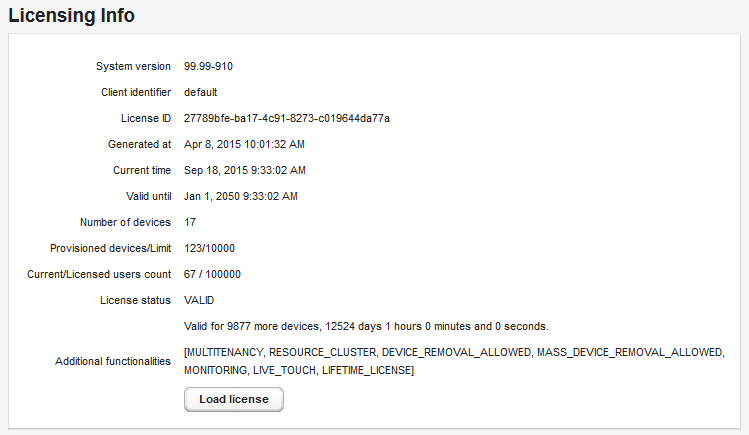 Licensing Info
System version 99.99-910
Client identifier default
License ID 27789bfe-ba17-4c91-8273-c019644da77a
Generated at Apr 8, 2015 10:01:32 AM
Current time Sep 18, 2015 9:33:02 AM
Valid until Jan 1, 2050 9:33:02 AM
Number of devices 17
Provisioned devices/Limit 123/10000
Current/Licensed users count 67 / 100000
License status VALID
Valid for 9877 more devices, 12524 days 1 hours 0 minutes and 0 seconds.
Additional functionalities [MULTITENANCY, RESOURCE_CLUSTER, DEVICE_REMOVAL_ALLOWED, MASS_DEVICE_REMOVAL_ALLOWED,
MONITORING, LIVE_TOUCH, LIFETIME_LICENSE]
Load license